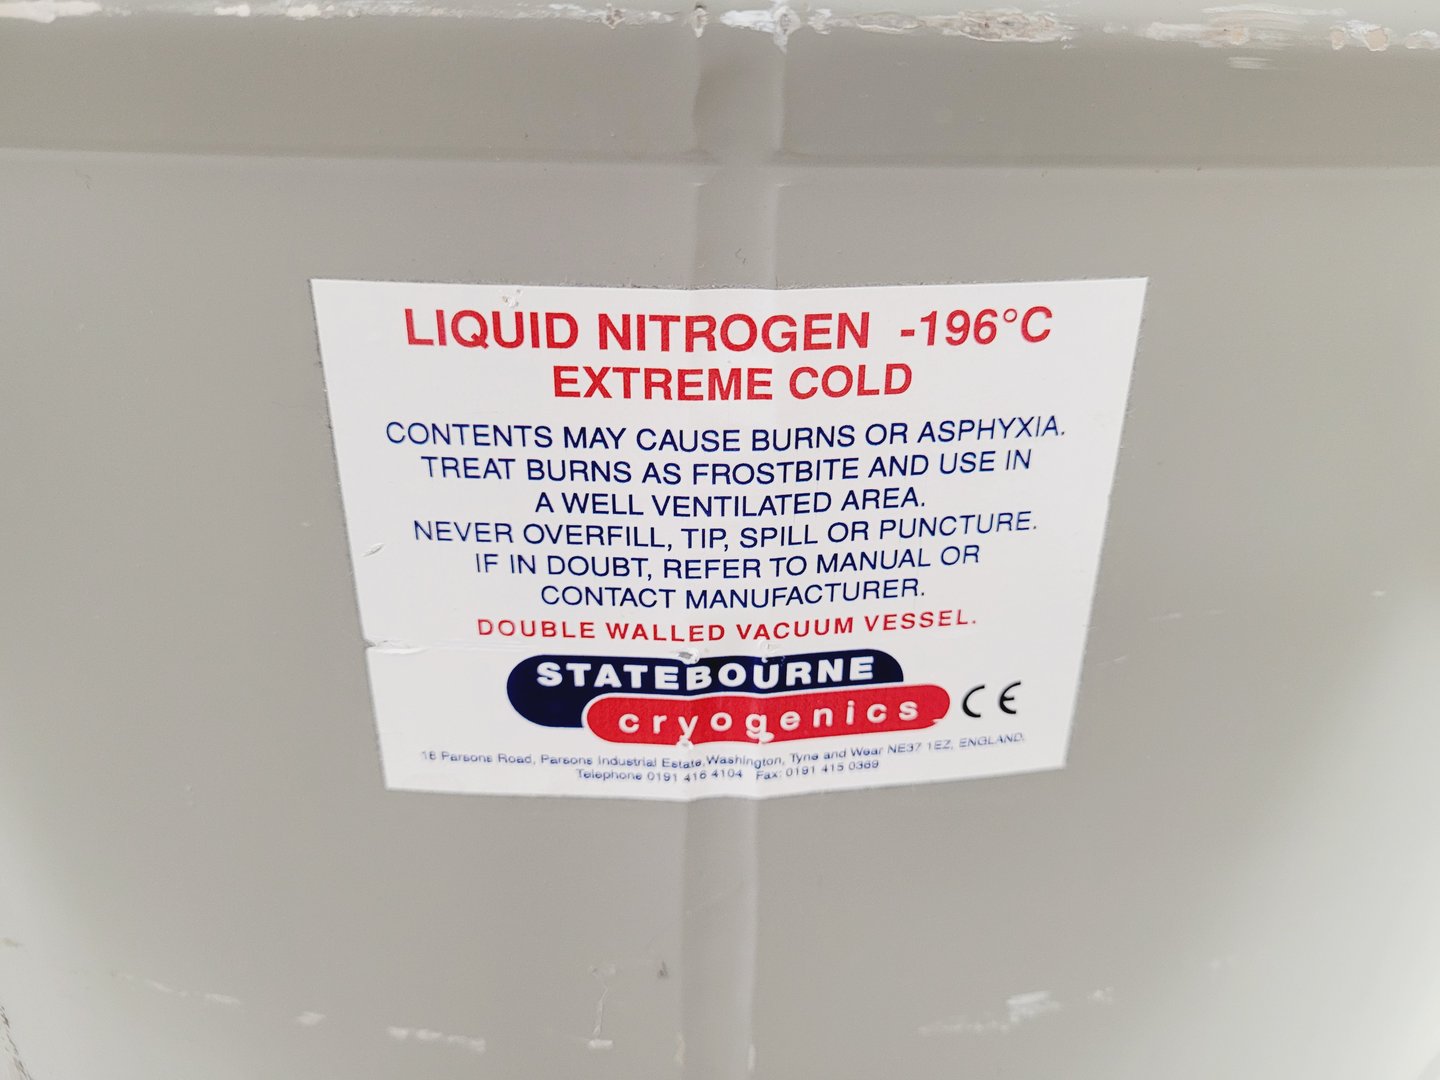 LIQUID NITROGEN -196°C
EXTREME COLD
CONTENTS MAY CAUSE BURNS OR ASPHYXIA.
TREAT BURNS AS FROSTBITE AND USE IN
A WELL VENTILATED AREA.
NEVER OVERFILL, TIP, SPILL OR PUNCTURE.
IF IN DOUBT, REFER TO MANUAL OR
CONTACT MANUFACTURER.
DOUBLE WALLED VACUUM VESSEL.
STATEBOURNE
cryogenics
CE
18 Parsons Road, Parsons Industrial Estate, Washington, Tyne and Wear NE37 1EZ, ENGLAND.
Telephone 0191 416 4104 Fax: 0191 415 0369